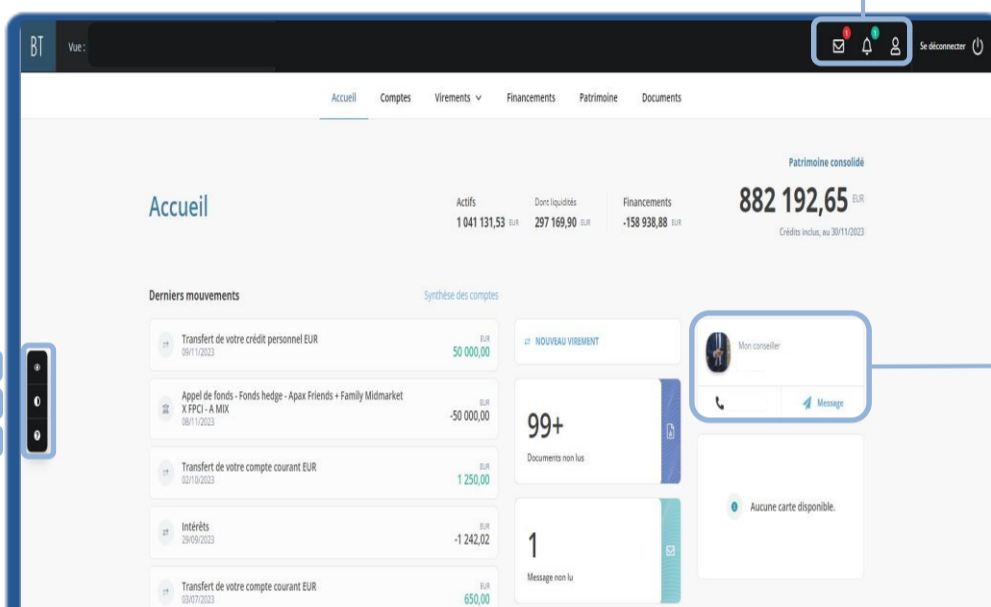 BT
Vue :
1
1
Se déconnecter
Accueil
Comptes
Virements
Financements
Patrimoine
Documents
Patrimoine consolidé
882 192,65 EUR
Crédits inclus, au 30/11/2023
Accueil
Actifs
1 041 131,53 EUR
Dont liquidités
297 169,90 EUR
Financements
-158 938,88 EUR
Derniers mouvements
Synthèse des comptes
Transfert de votre crédit personnel EUR
09/11/2023
EUR
50 000,00
Appel de fonds - Fonds hedge - Apax Friends + Family Midmarket
X FPCI - A MIX
08/11/2023
EUR
-50 000,00
Transfert de votre compte courant EUR
02/10/2023
EUR
1 250,00
Intérêts
29/09/2023
EUR
-1 242,02
Transfert de votre compte courant EUR
03/07/2023
EUR
650,00
NOUVEAU VIREMENT
99+
Documents non lus
1
Message non lu
Mon conseiller
Message
Aucune carte disponible.